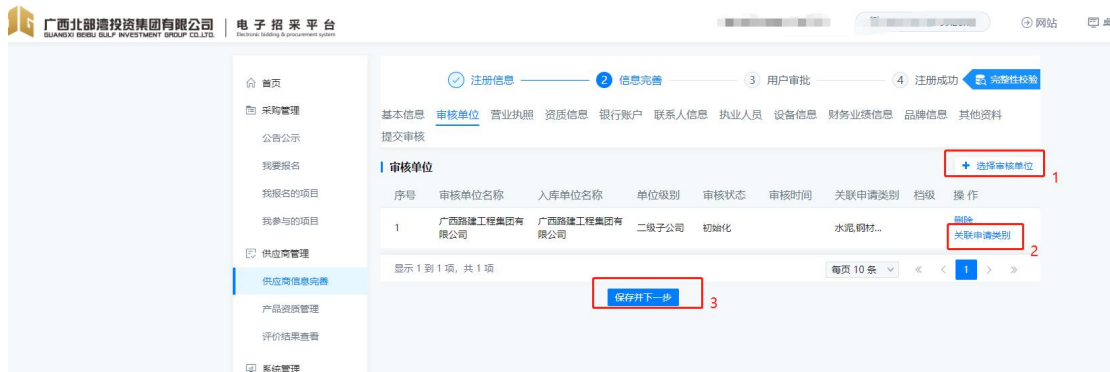 广西北部湾投资集团有限公司 电子招采平台
GUANGXI BEIBU GULF INVESTMENT GROUP CO.,LTD. Electronic bidding & procurement system
网站
首页
采购管理
公告公示
我要报名
我报名的项目
我参与的项目
供应商管理
供应商信息完善
产品资质管理
评价结果查看
系统管理
注册信息 2 信息完善 3 用户审批 4 注册成功 完整性校验
基本信息 审核单位 营业执照 资质信息 银行账户 联系人信息 执业人员 设备信息 财务业绩信息 品牌信息 其他资料
提交审核
审核单位 + 选择审核单位 1
序号 审核单位名称 入库单位名称 单位级别 审核状态 审核时间 关联申请类别 档级 操作
1 广西路建工程集团有限公司 广西路建工程集团有限公司 二级子公司 初始化 水泥,钢材... 删除
关联申请类别 2
显示 1 到 1 项, 共 1 项 每页 10 条 « < 1 > »
保存并下一步 3